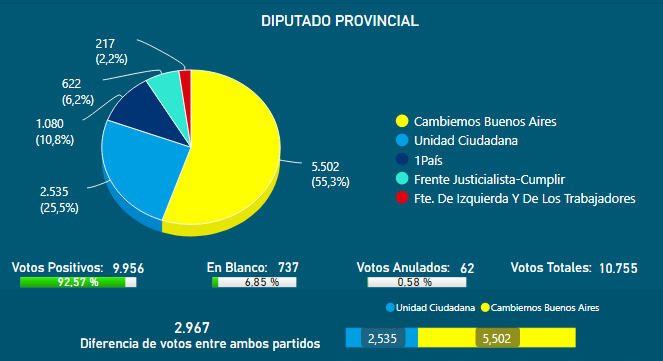 DIPUTADO PROVINCIAL
217
(2,2%)
622
(6,2%)
1.080
(10,8%)
2.535
(25,5%)
5.502
(55,3%)
Cambiemos Buenos Aires
Unidad Ciudadana
1País
Frente Justicialista-Cumplir
Fte. De Izquierda Y De Los Trabajadores
Votos Positivos: 9.956
92,57 %
En Blanco: 737
6,85 %
Votos Anulados: 62
0,58 %
Votos Totales: 10.755
Unidad Ciudadana Cambiemos Buenos Aires
2.967
Diferencia de votos entre ambos partidos
2,535 5,502